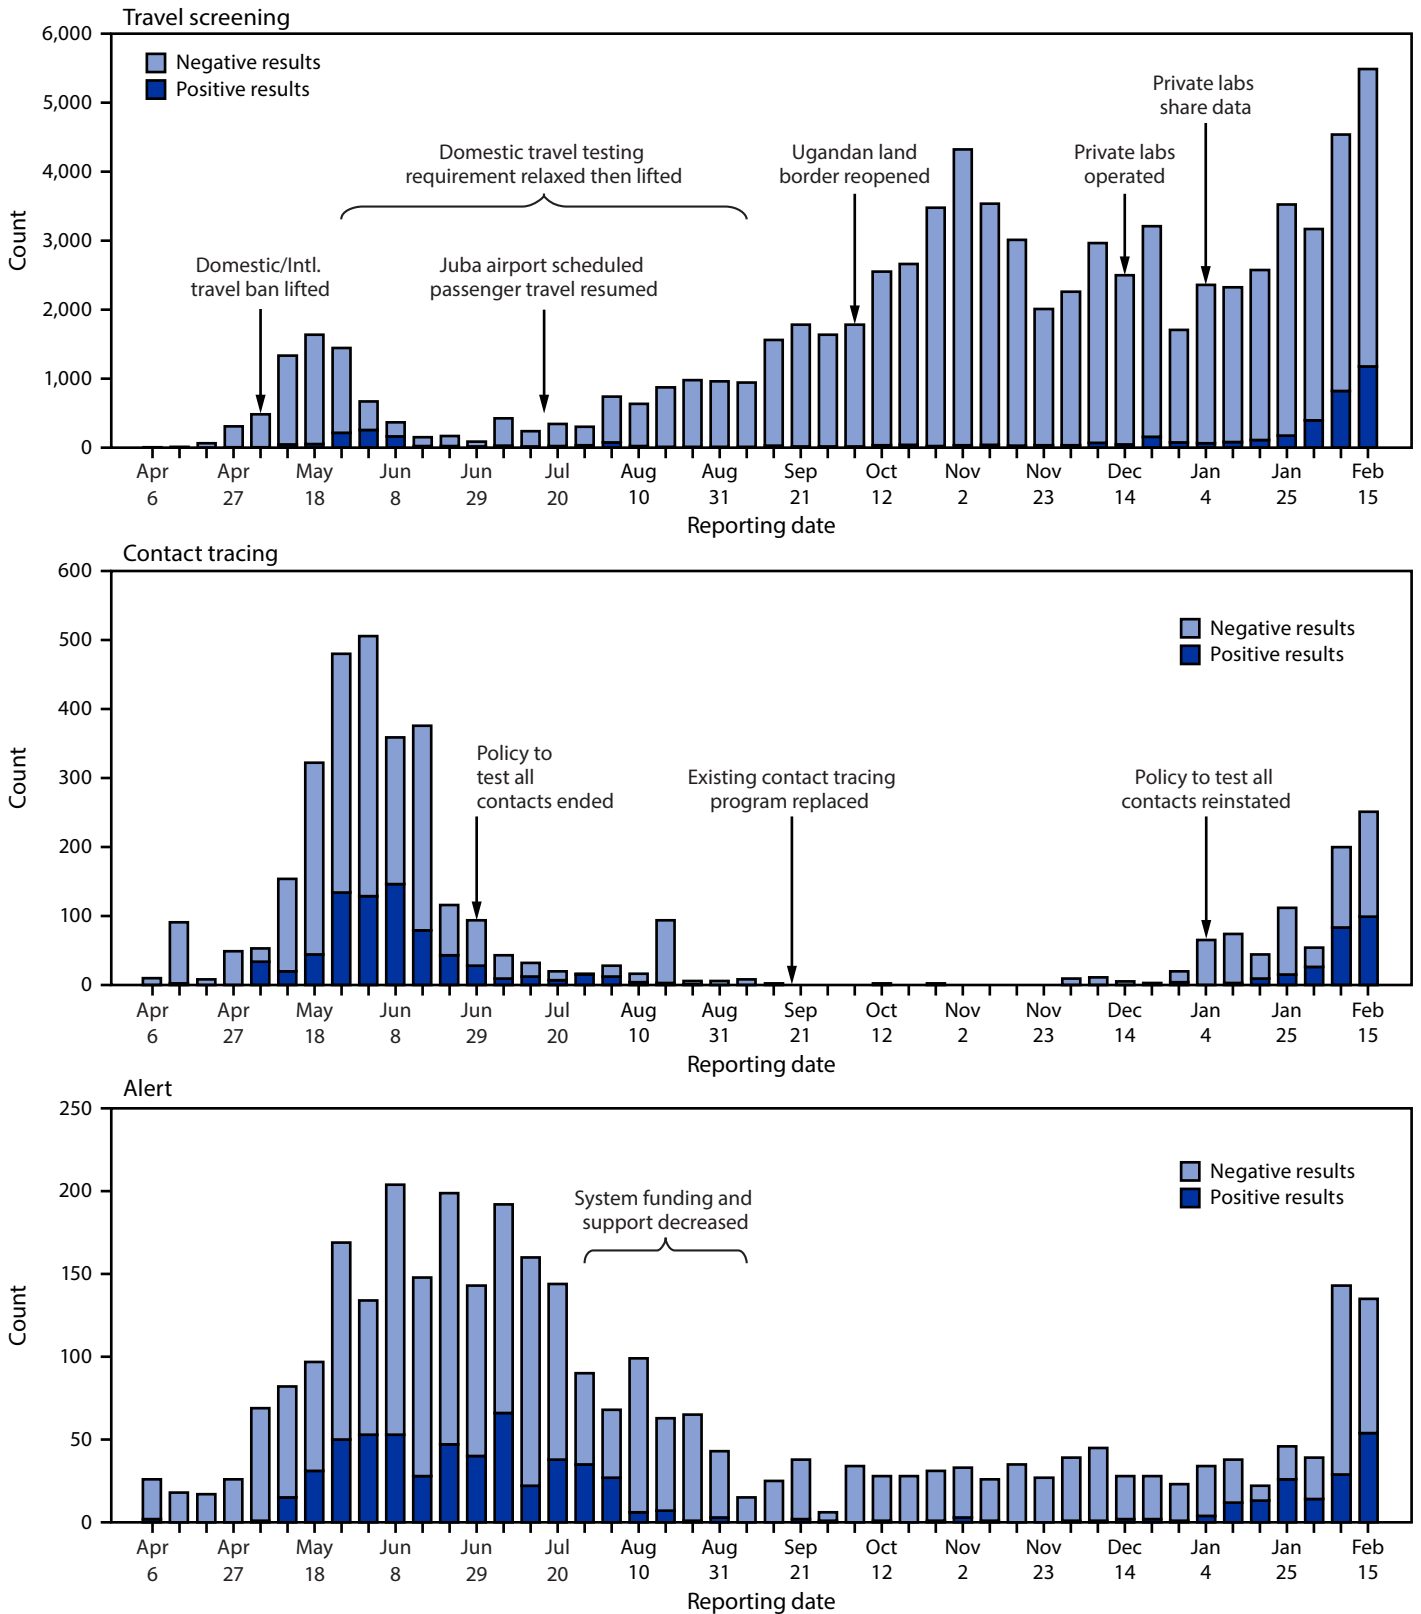 Travel screening
6,000
5,000
4,000
3,000
2,000
1,000
0
Count
Negative results
Positive results
Domestic/Intl.
travel ban lifted
Domestic travel testing
requirement relaxed then lifted
Juba airport scheduled
passenger travel resumed
Ugandan land
border reopened
Private labs
operated
Private labs
share data
Apr Apr May Jun Jun Jul Aug Aug Sep Oct Nov Nov Dec Jan Jan Feb
6 27 18 8 29 20 10 31 21 12 2 23 14 4 25 15
Reporting date
Contact tracing
600
500
400
300
200
100
0
Count
Negative results
Positive results
Policy to
test all
contacts ended
Existing contact tracing
program replaced
Policy to test all
contacts reinstated
Apr Apr May Jun Jun Jul Aug Aug Sep Oct Nov Nov Dec Jan Jan Feb
6 27 18 8 29 20 10 31 21 12 2 23 14 4 25 15
Reporting date
Alert
250
200
150
100
50
0
Count
Negative results
Positive results
System funding and
support decreased
Apr Apr May Jun Jun Jul Aug Aug Sep Oct Nov Nov Dec Jan Jan Feb
6 27 18 8 29 20 10 31 21 12 2 23 14 4 25 15
Reporting date